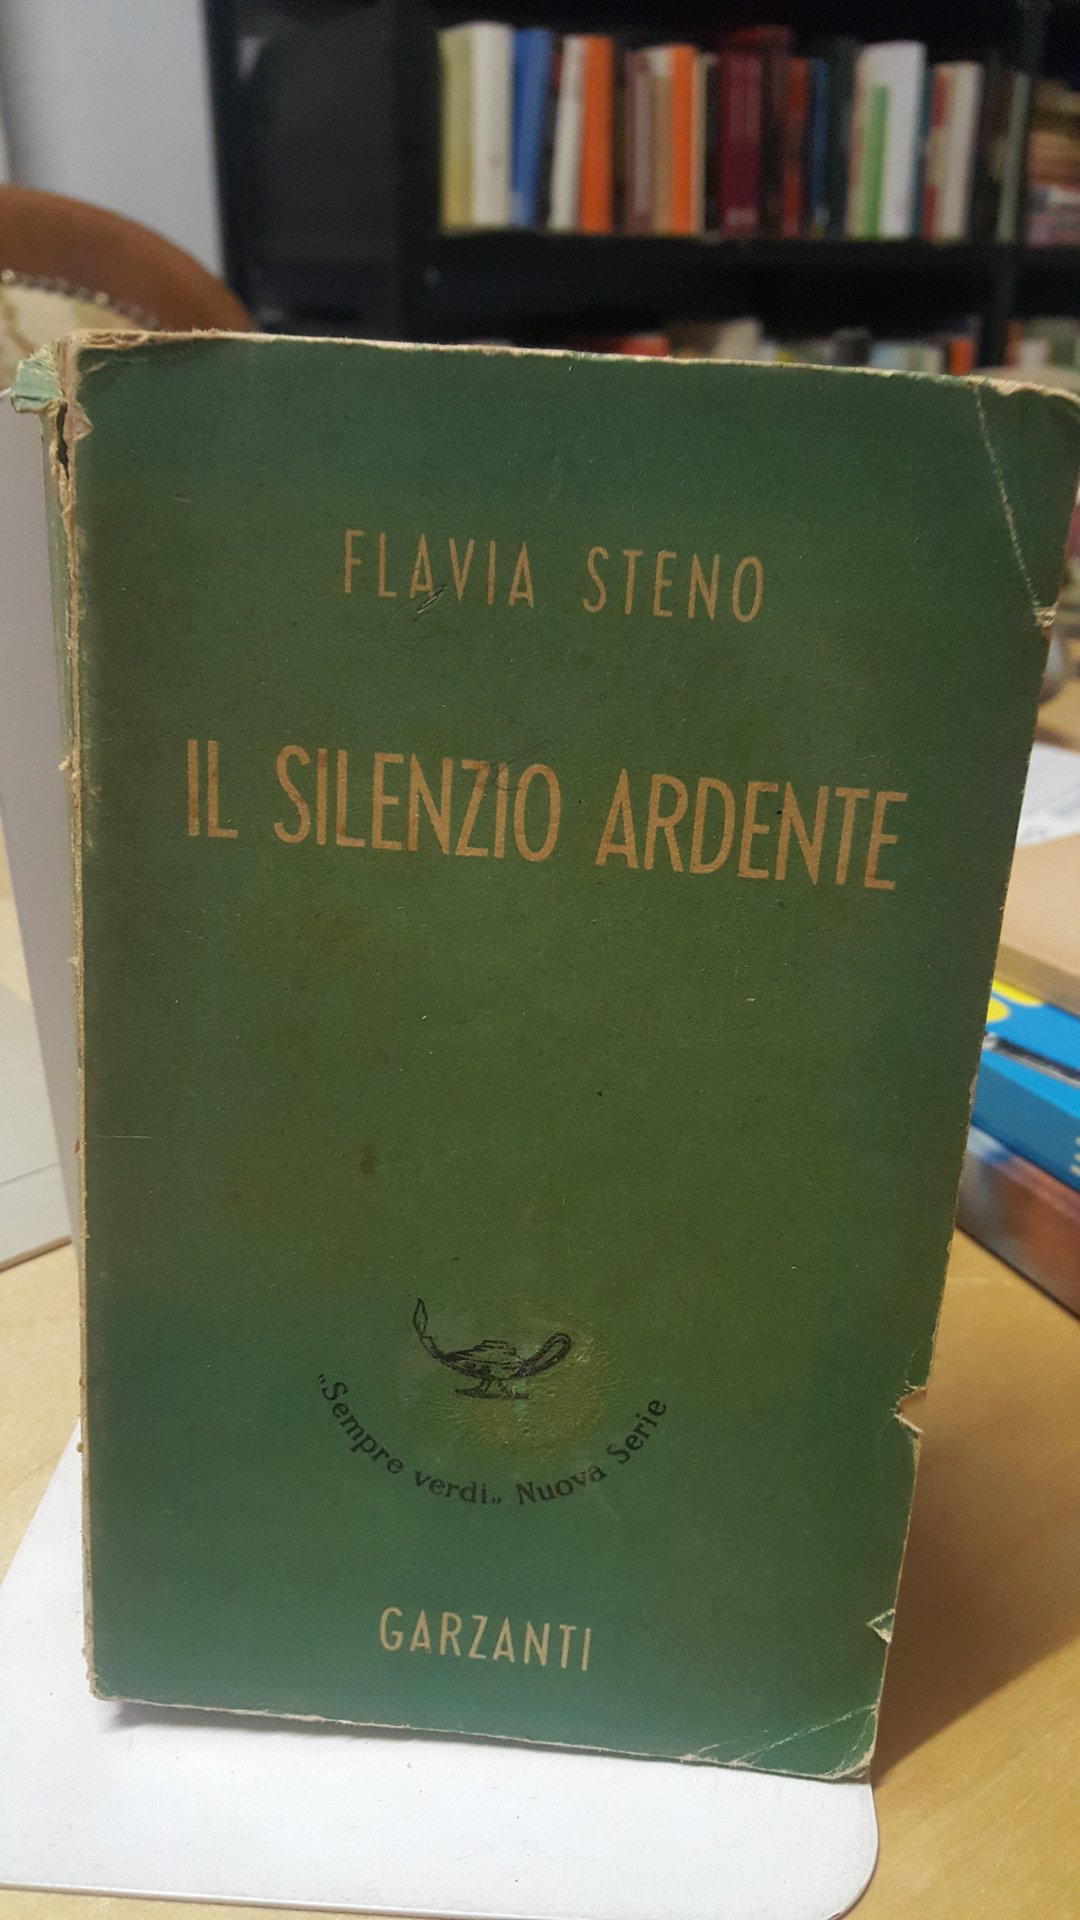 FLAVIA STENO
IL SILENZIO ARDENTE
„Sempre verdi„ Nuova Serie
GARZANTI